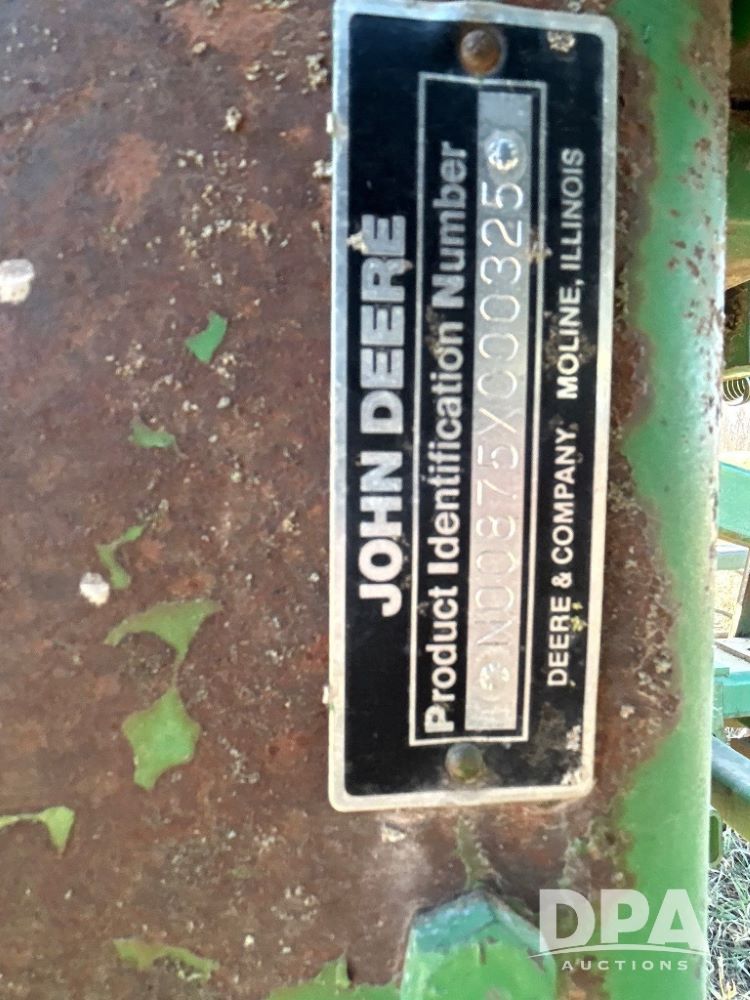 JOHN DEERE
Product Identification Number
N00875X000325
DEERE & COMPANY, MOLINE, ILLINOIS
DPA
AUCTIONS